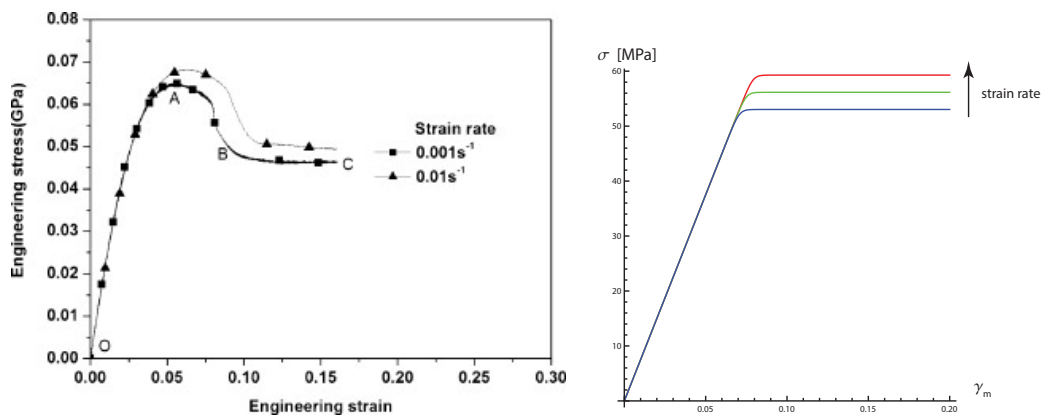 0.08
0.07
0.06
0.05
0.04
0.03
0.02
0.01
0.00
Engineering stress(GPa)
0.00 0.05 0.10 0.15 0.20 0.25 0.30
Engineering strain
O
A
B
C
Strain rate
0.001s⁻¹
0.01s⁻¹
σ [MPa]
60
50
40
30
20
10
0.05 0.10 0.15 0.20
γm
strain rate